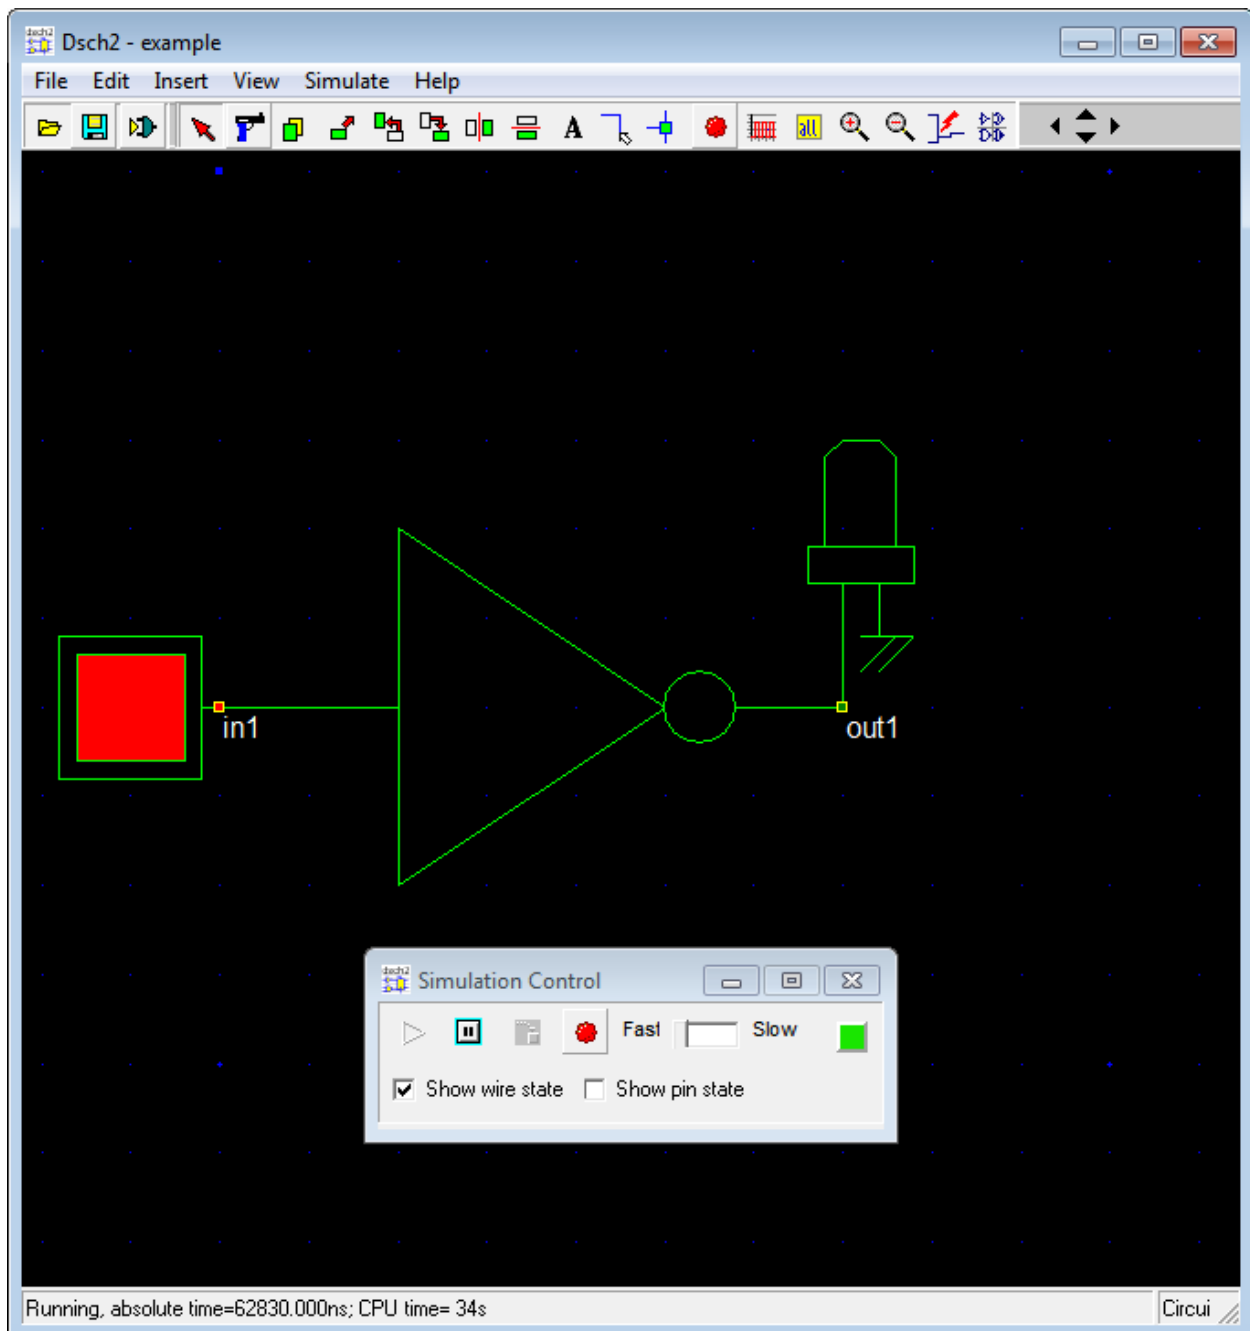 Dsch2 - example
File Edit Insert View Simulate Help
A all
in1
out1
Simulation Control
Fast Slow
Show wire state Show pin state
Running, absolute time=62830.000ns; CPU time= 34s Circui